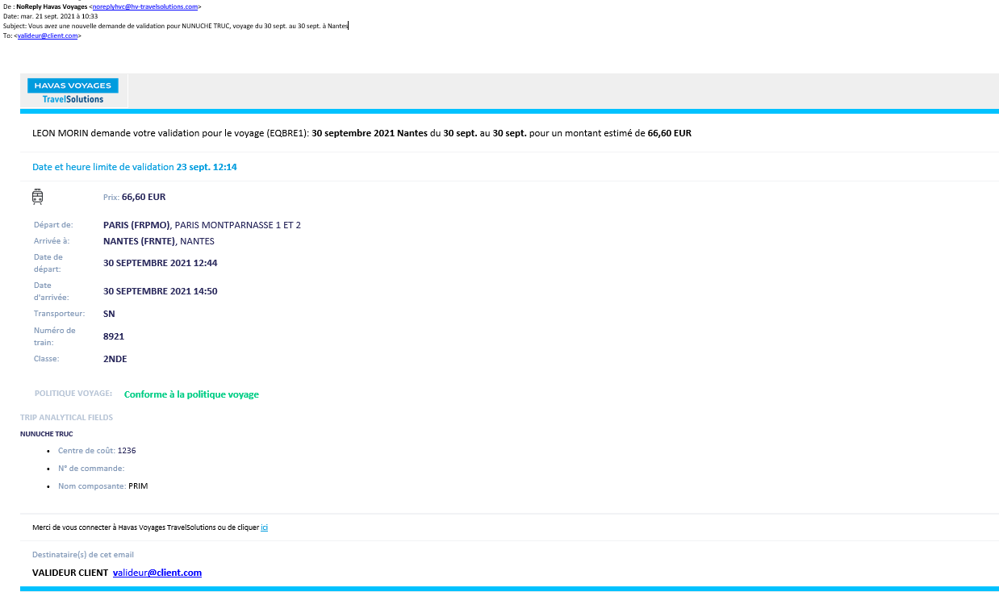 De : NoReply Havas Voyages <noreplyhvc@hv-travelsolutions.com>
Date: mar. 21 sept. 2021 à 10:33
Subject: Vous avez une nouvelle demande de validation pour NUNUCHE TRUC, voyage du 30 sept. au 30 sept. à Nantes
To: <valideur@client.com>
HAVAS VOYAGES
TravelSolutions
LEON MORIN demande votre validation pour le voyage (EQBRE1): 30 septembre 2021 Nantes du 30 sept. au 30 sept. pour un montant estimé de 66,60 EUR
Date et heure limite de validation 23 sept. 12:14
Prix: 66,60 EUR
Départ de: PARIS (FRPMO), PARIS MONTPARNASSE 1 ET 2
Arrivée à: NANTES (FRNTE), NANTES
Date de
départ: 30 SEPTEMBRE 2021 12:44
Date
d'arrivée: 30 SEPTEMBRE 2021 14:50
Transporteur: SN
Numéro de
train: 8921
Classe: 2NDE
POLITIQUE VOYAGE: Conforme à la politique voyage
TRIP ANALYTICAL FIELDS
NUNUCHE TRUC
• Centre de coût: 1236
• N° de commande:
• Nom composante: PRIM
Merci de vous connecter à Havas Voyages TravelSolutions ou de cliquer ici
Destinataire(s) de cet email
VALIDEUR CLIENT valideur@client.com